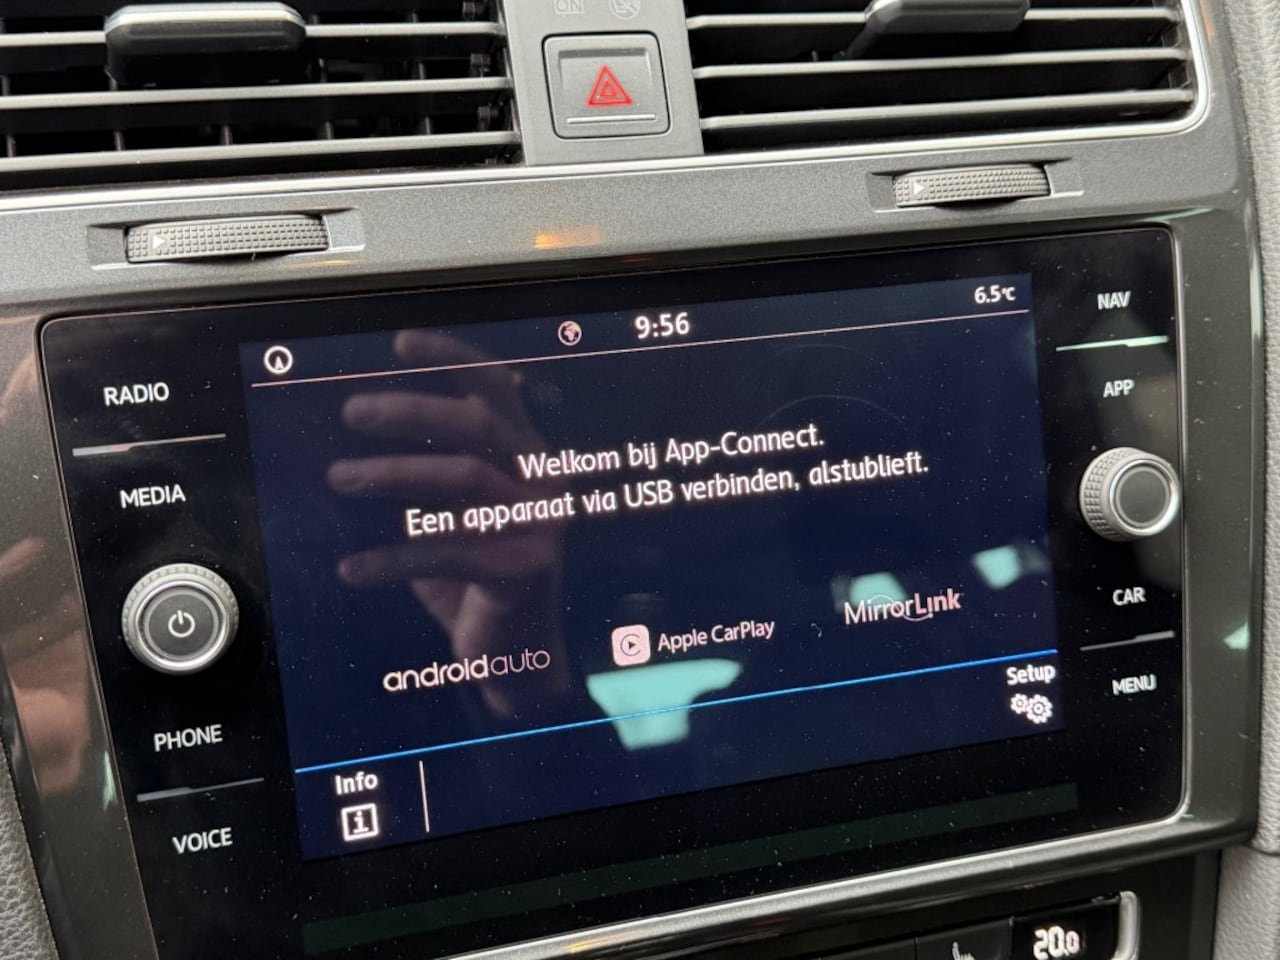 ON
9:56
6.5°C
NAV
RADIO
APP
MEDIA
Welkom bij App-Connect.
Een apparaat via USB verbinden, alstublieft.
CAR
androidauto
Apple CarPlay
MirrorLink
Setup
MENU
PHONE
Info
i
VOICE
20.0